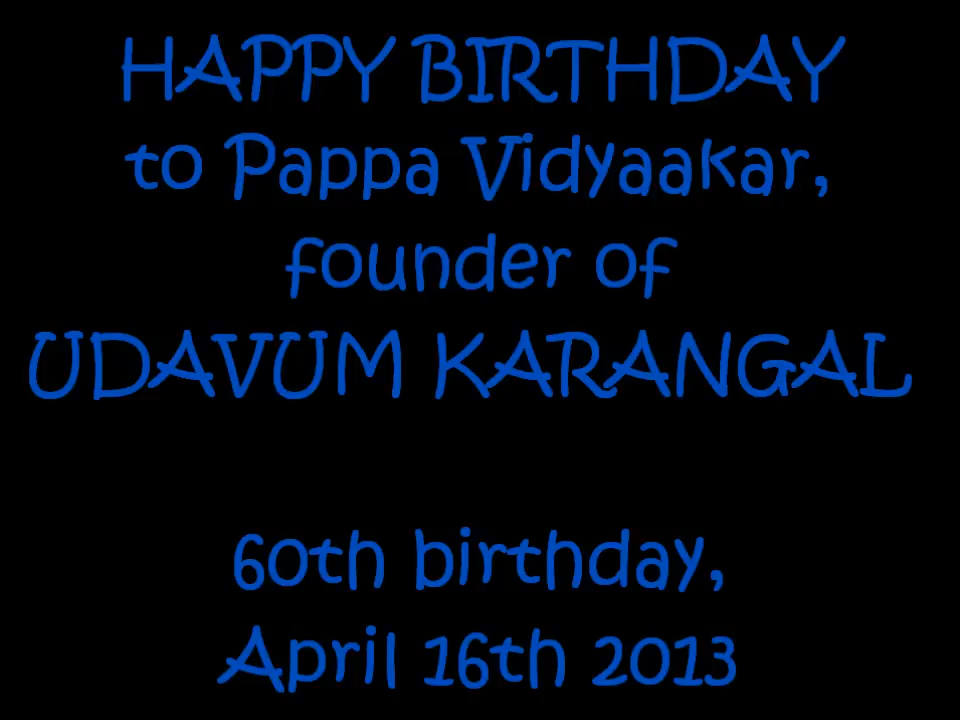 HAPPY BIRTHDAY
to Pappa Vidyaakar,
founder of
UDAVUM KARANGAL
60th birthday,
April 16th 2013